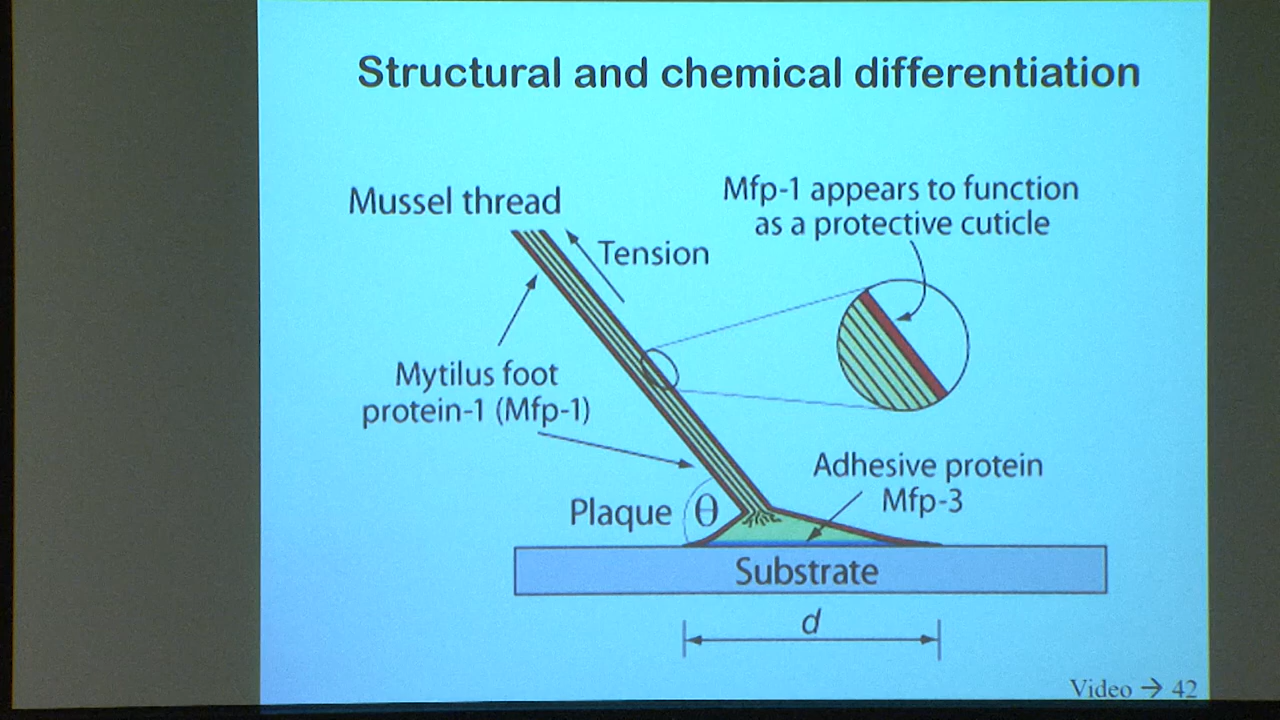 Structural and chemical differentiation
Mussel thread
Mfp-1 appears to function
as a protective cuticle
Tension
Mytilus foot
protein-1 (Mfp-1)
Adhesive protein
Mfp-3
Plaque
θ
Substrate
d
Video → 42